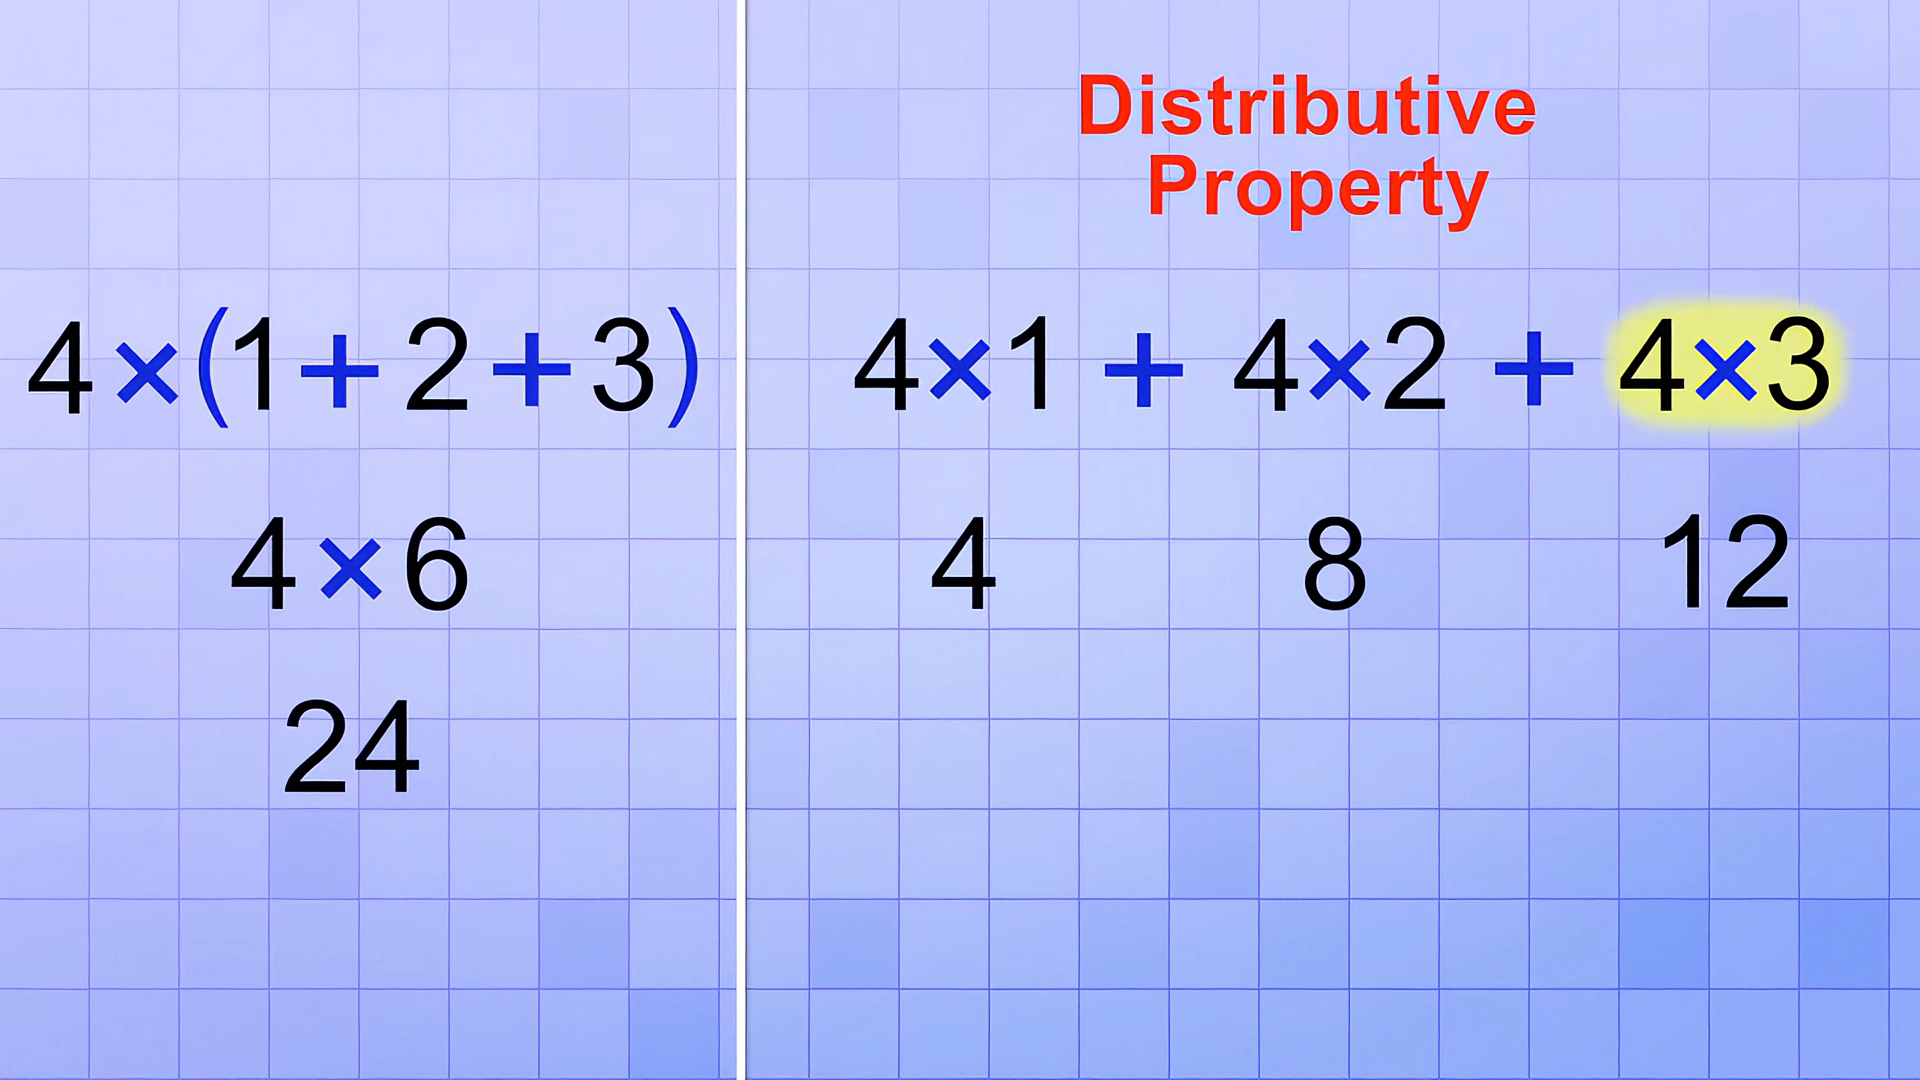 4×(1+2+3)
4×6
24
Distributive
Property
4×1 + 4×2 + 4×3
4 8 12